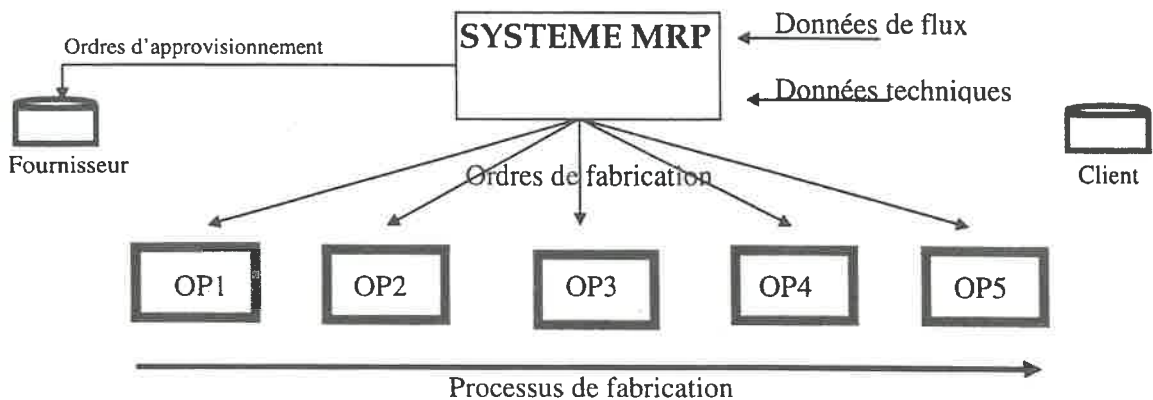 SYSTEME MRP
Données de flux
Ordres d'approvisionnement
Données techniques
Fournisseur
Client
Ordres de fabrication
OP1
OP2
OP3
OP4
OP5
Processus de fabrication